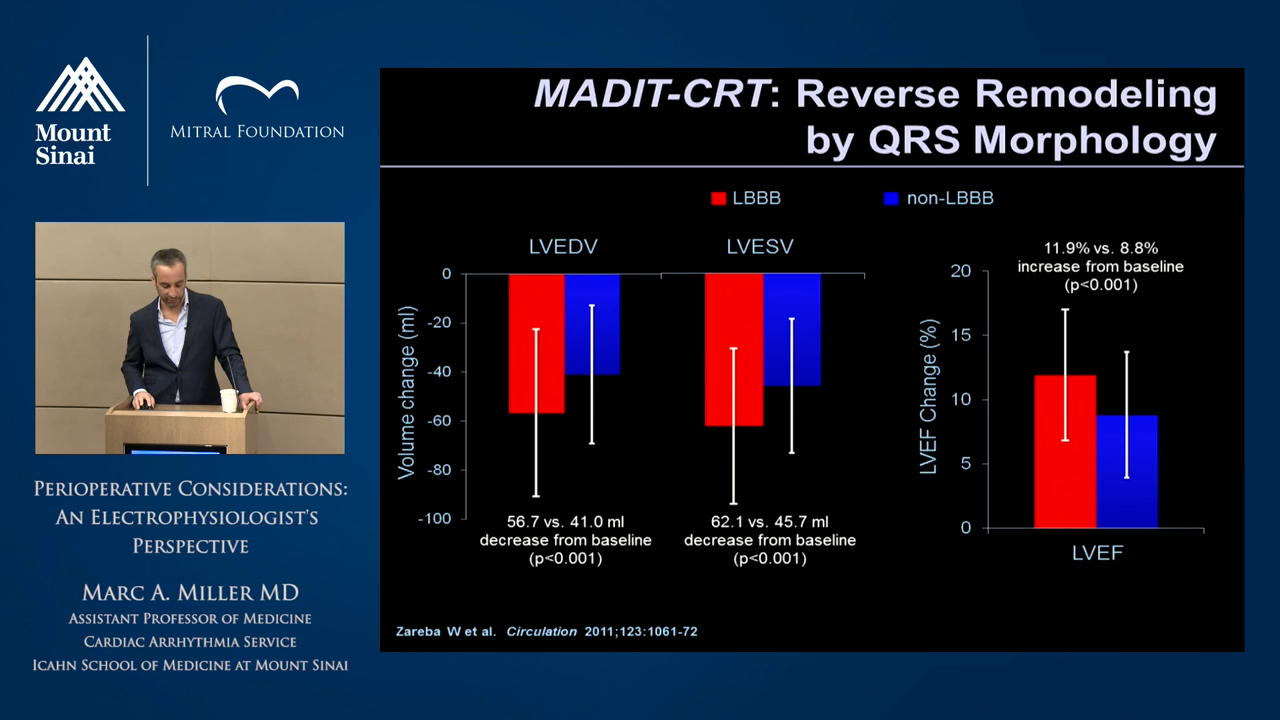 Mount
Sinai
Mitral Foundation
Perioperative Considerations:
An Electrophysiologist's
Perspective
Marc A. Miller MD
Assistant Professor of Medicine
Cardiac Arrhythmia Service
Icahn School of Medicine at Mount Sinai
MADIT-CRT: Reverse Remodeling
by QRS Morphology
LBBB
non-LBBB
LVEDV
LVESV
Volume change (ml)
0
-20
-40
-60
-80
-100
56.7 vs. 41.0 ml
decrease from baseline
(p<0.001)
62.1 vs. 45.7 ml
decrease from baseline
(p<0.001)
11.9% vs. 8.8%
increase from baseline
(p<0.001)
LVEF Change (%)
20
15
10
5
0
LVEF
Zareba W et al. Circulation 2011;123:1061-72